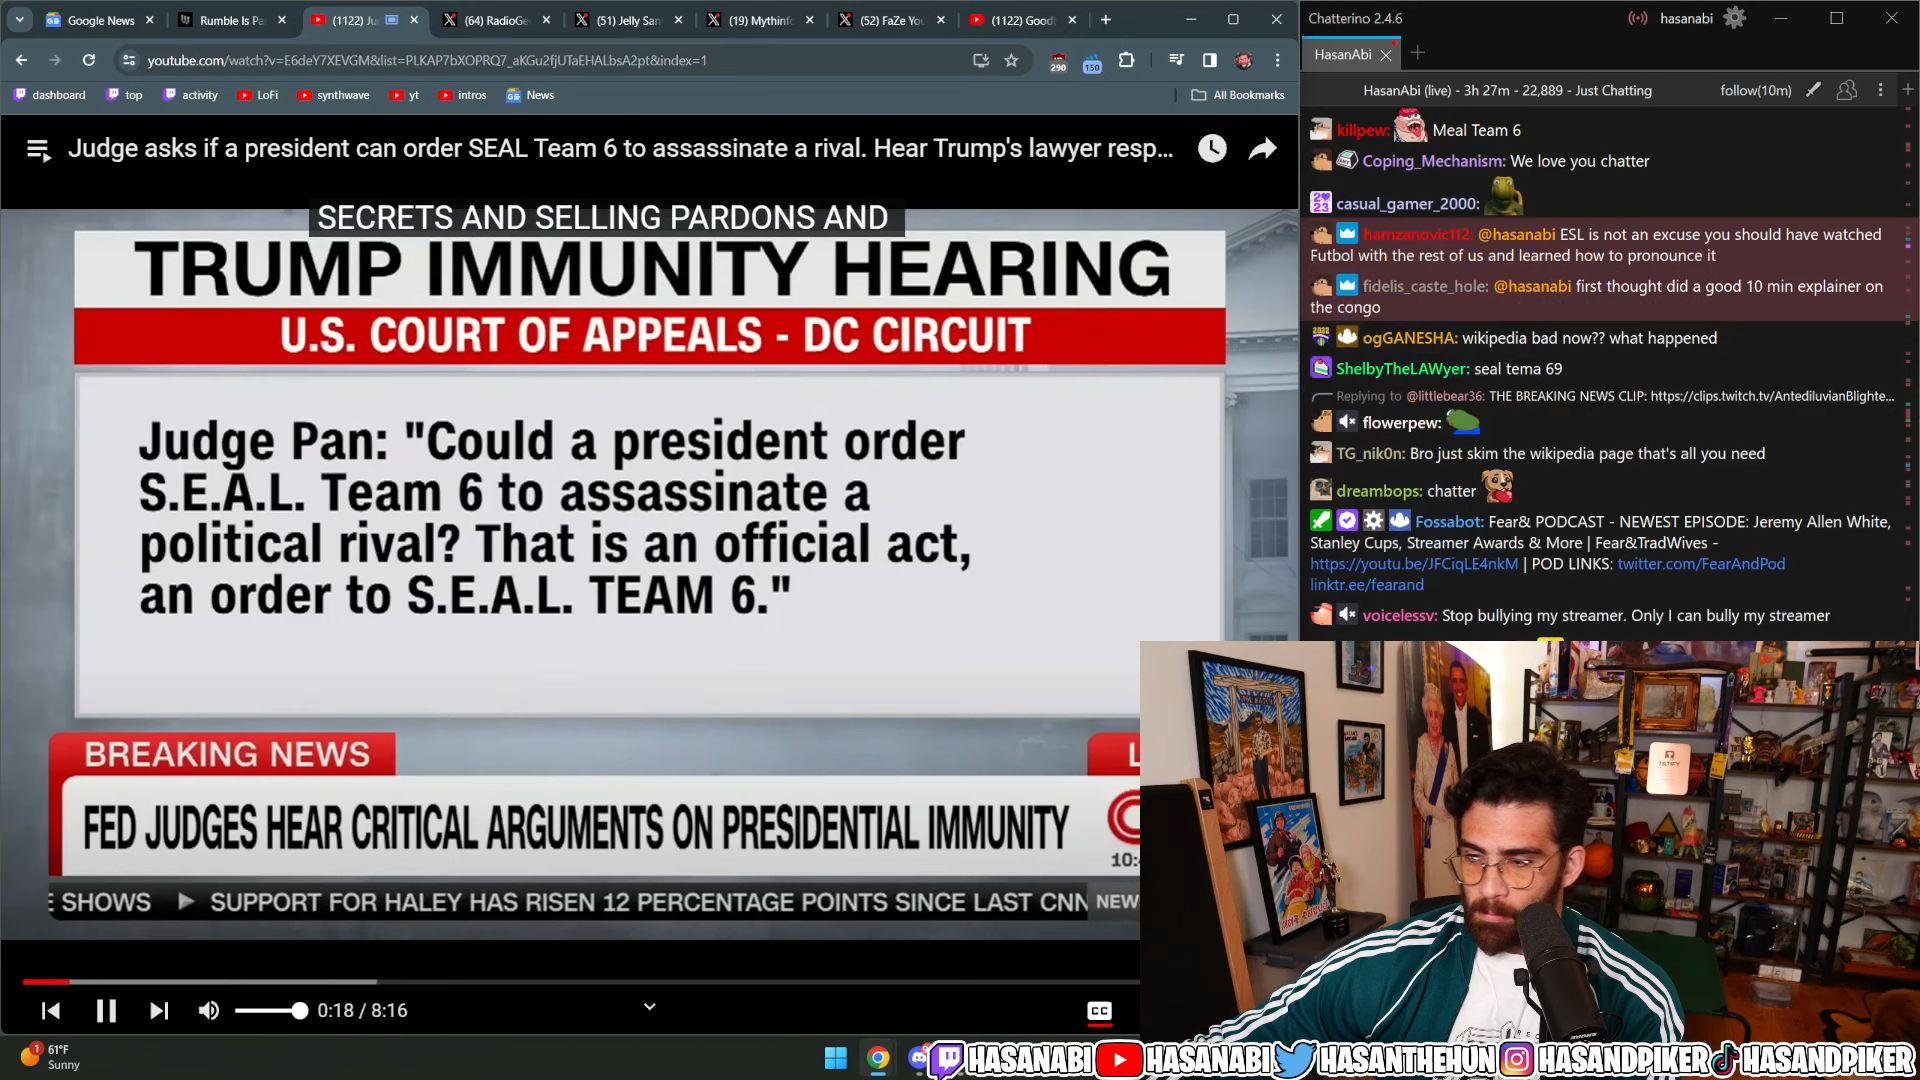 Google News
Rumble Is Pa
(1122) Ju
(64) RadioGe
(51) Jelly San
(19) Mythinfo
(52) FaZe You
(1122) Good
youtube.com/watch?v=E6deY7XEVGM&list=PLKAP7bXOPRQ7_aKGu2fjUTaEHALbsA2pt&index=1
290
150
dashboard
top
activity
LoFi
synthwave
yt
intros
News
All Bookmarks
Judge asks if a president can order SEAL Team 6 to assassinate a rival. Hear Trump's lawyer resp...
SECRETS AND SELLING PARDONS AND
TRUMP IMMUNITY HEARING
U.S. COURT OF APPEALS - DC CIRCUIT
Judge Pan: "Could a president order
S.E.A.L. Team 6 to assassinate a
political rival? That is an official act,
an order to S.E.A.L. TEAM 6."
BREAKING NEWS
L
FED JUDGES HEAR CRITICAL ARGUMENTS ON PRESIDENTIAL IMMUNITY
10:
E SHOWS ▶ SUPPORT FOR HALEY HAS RISEN 12 PERCENTAGE POINTS SINCE LAST CNN
NEW
0:18 / 8:16
CC
1
61°F
Sunny
Chatterino 2.4.6
hasanabi
HasanAbi
HasanAbi (live) - 3h 27m - 22,889 - Just Chatting
follow(10m)
killpew: Meal Team 6
Coping_Mechanism: We love you chatter
casual_gamer_2000:
hamzanovic112: @hasanabi ESL is not an excuse you should have watched
Futbol with the rest of us and learned how to pronounce it
fidelis_caste_hole: @hasanabi first thought did a good 10 min explainer on
the congo
ogGANESHA: wikipedia bad now?? what happened
ShelbyTheLAWyer: seal tema 69
Replying to @littlebear36: THE BREAKING NEWS CLIP: https://clips.twitch.tv/AntediluvianBlighte...
flowerpew:
TG_nik0n: Bro just skim the wikipedia page that's all you need
dreambops: chatter
Fossabot: Fear& PODCAST - NEWEST EPISODE: Jeremy Allen White,
Stanley Cups, Streamer Awards & More | Fear&TradWives -
https://youtu.be/JFCiqLE4nkM | POD LINKS: twitter.com/FearAndPod
linktr.ee/fearand
voicelessv: Stop bullying my streamer. Only I can bully my streamer
TILTIFY
HASANABI
HASANABI
HASANTHEHUN
HASANDPIKER
HASANDPIKER